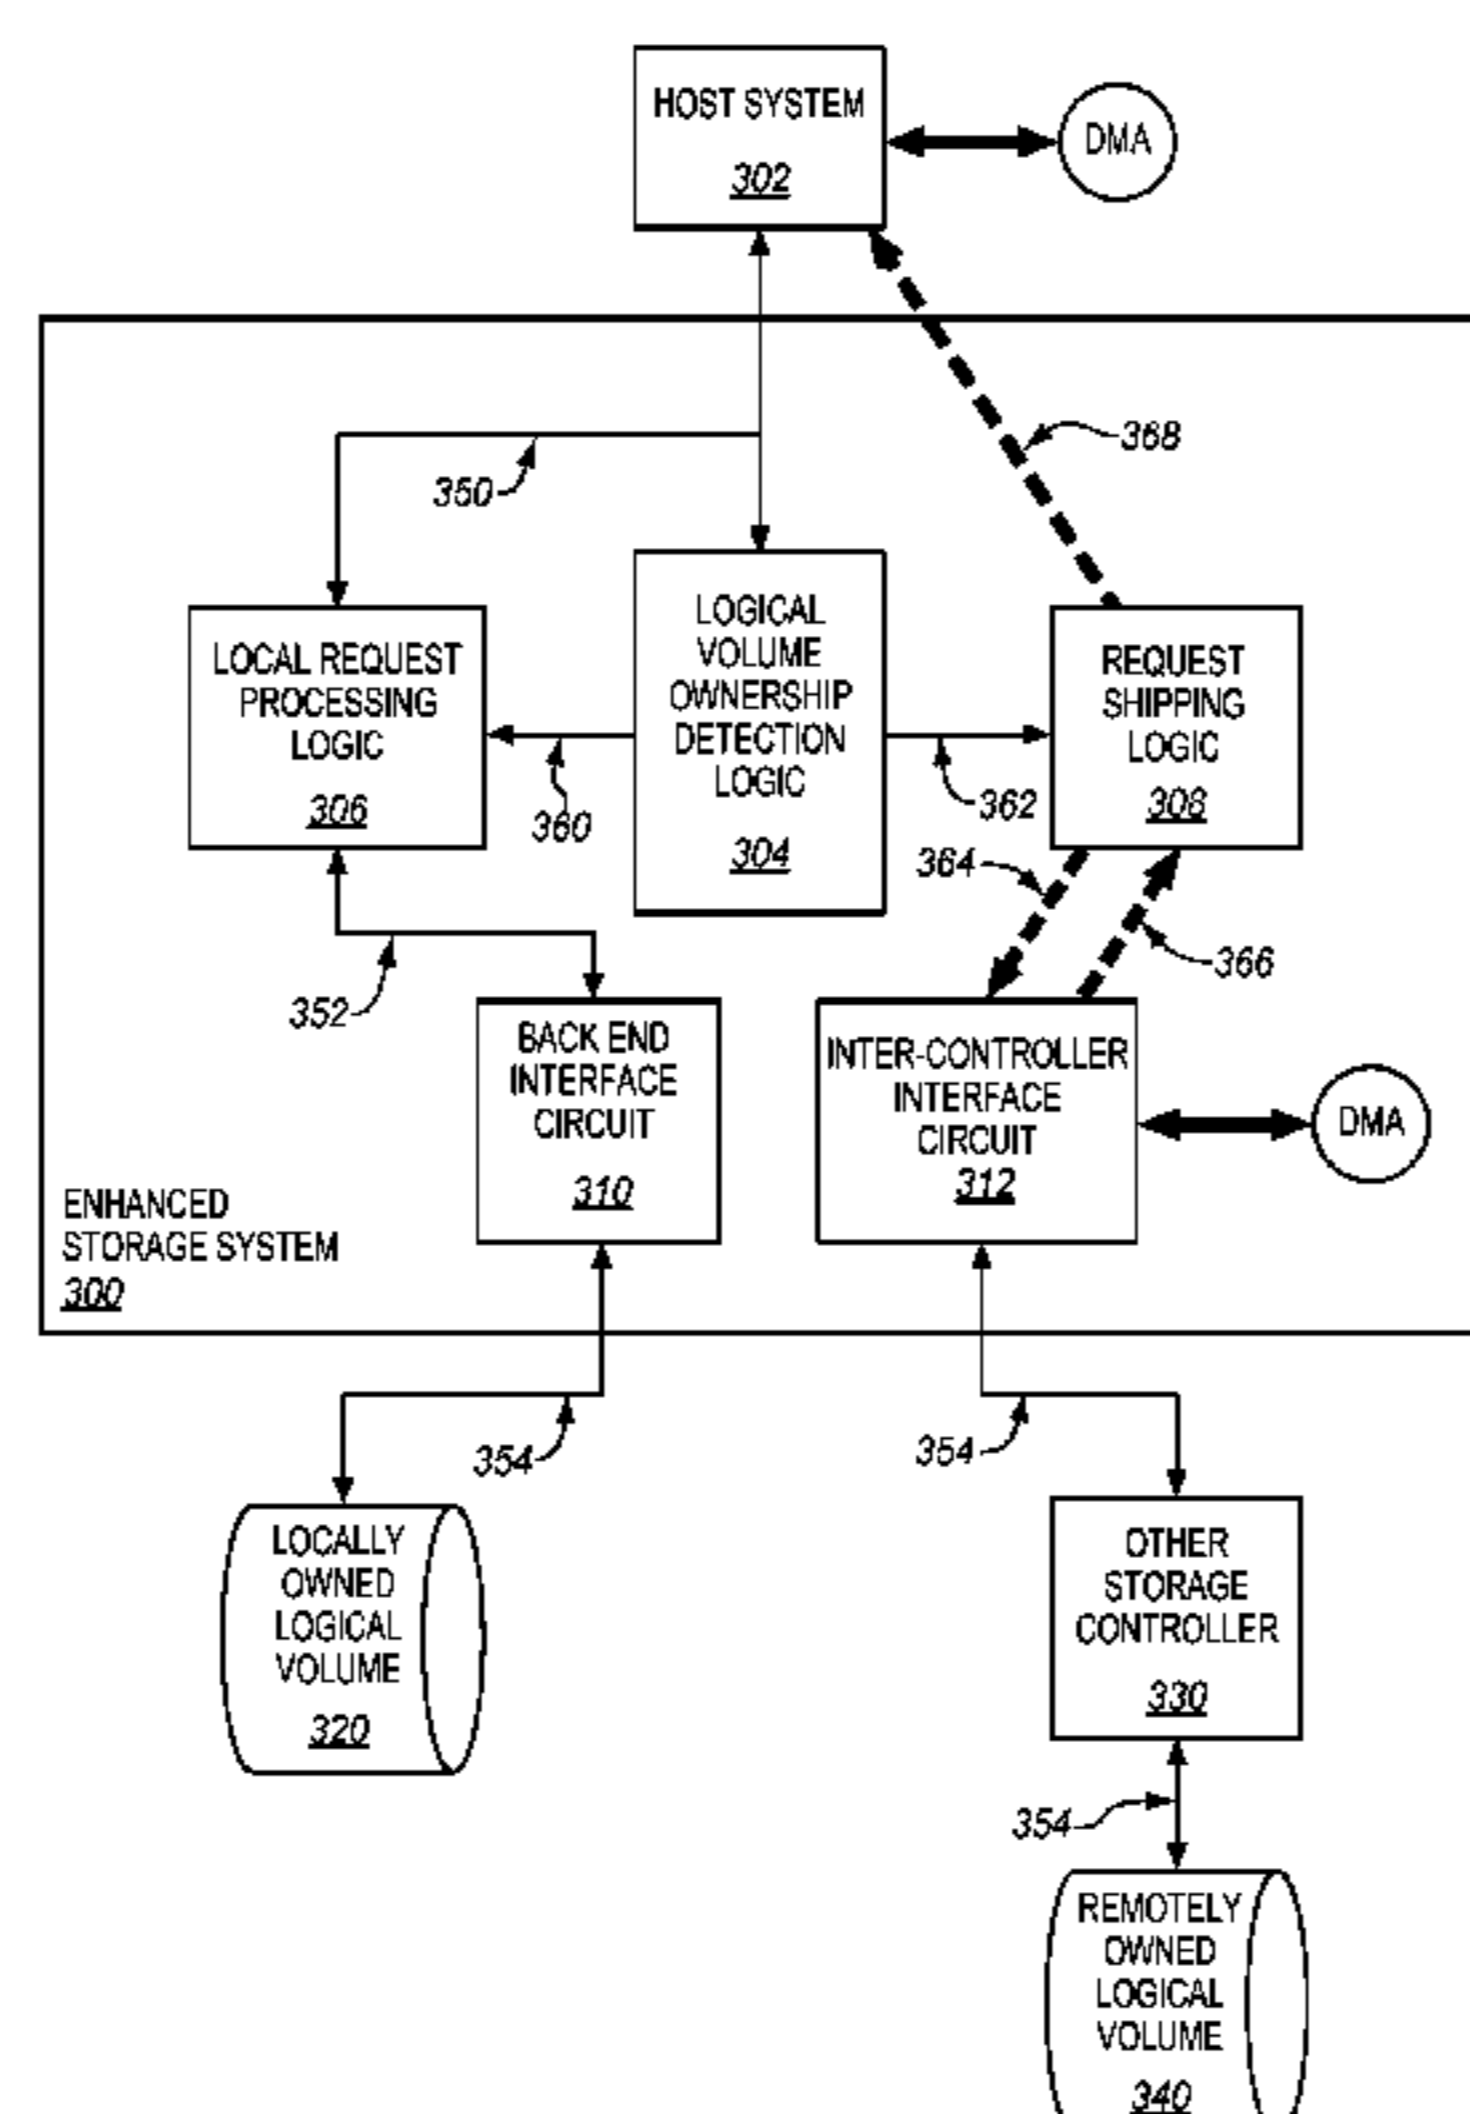 HOST SYSTEM
302
DMA
368
350
LOCAL REQUEST
PROCESSING
LOGIC
306
360
LOGICAL
VOLUME
OWNERSHIP
DETECTION
LOGIC
304
362
REQUEST
SHIPPING
LOGIC
308
364
366
352
BACK END
INTERFACE
CIRCUIT
310
INTER-CONTROLLER
INTERFACE
CIRCUIT
312
DMA
ENHANCED
STORAGE SYSTEM
300
354
354
LOCALLY
OWNED
LOGICAL
VOLUME
320
OTHER
STORAGE
CONTROLLER
330
354
REMOTELY
OWNED
LOGICAL
VOLUME
340